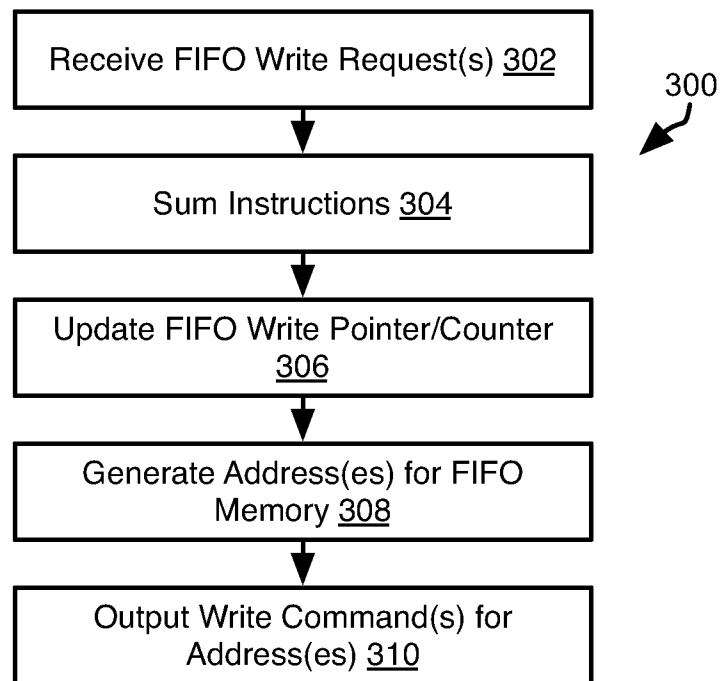 Receive FIFO Write Request(s) 302
300
Sum Instructions 304
Update FIFO Write Pointer/Counter
306
Generate Address(es) for FIFO
Memory 308
Output Write Command(s) for
Address(es) 310